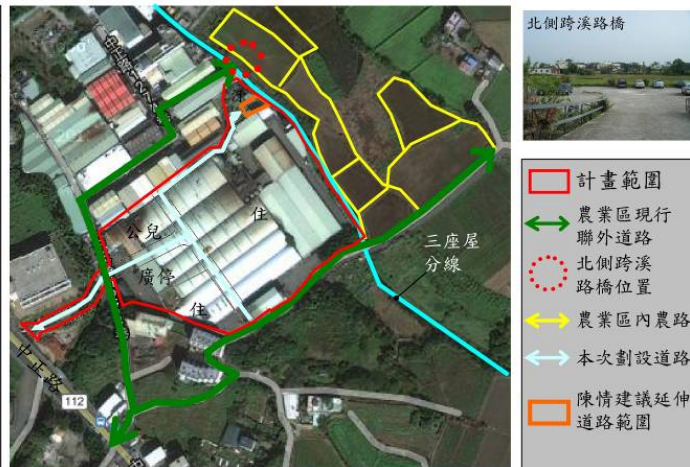 北側跨溪路橋
住
公兒
廣停
住
三座屋
分線
中正路
112
計畫範圍
農業區現行
聯外道路
北側跨溪
路橋位置
農業區內農路
本次劃設道路
陳情建議延伸
道路範圍